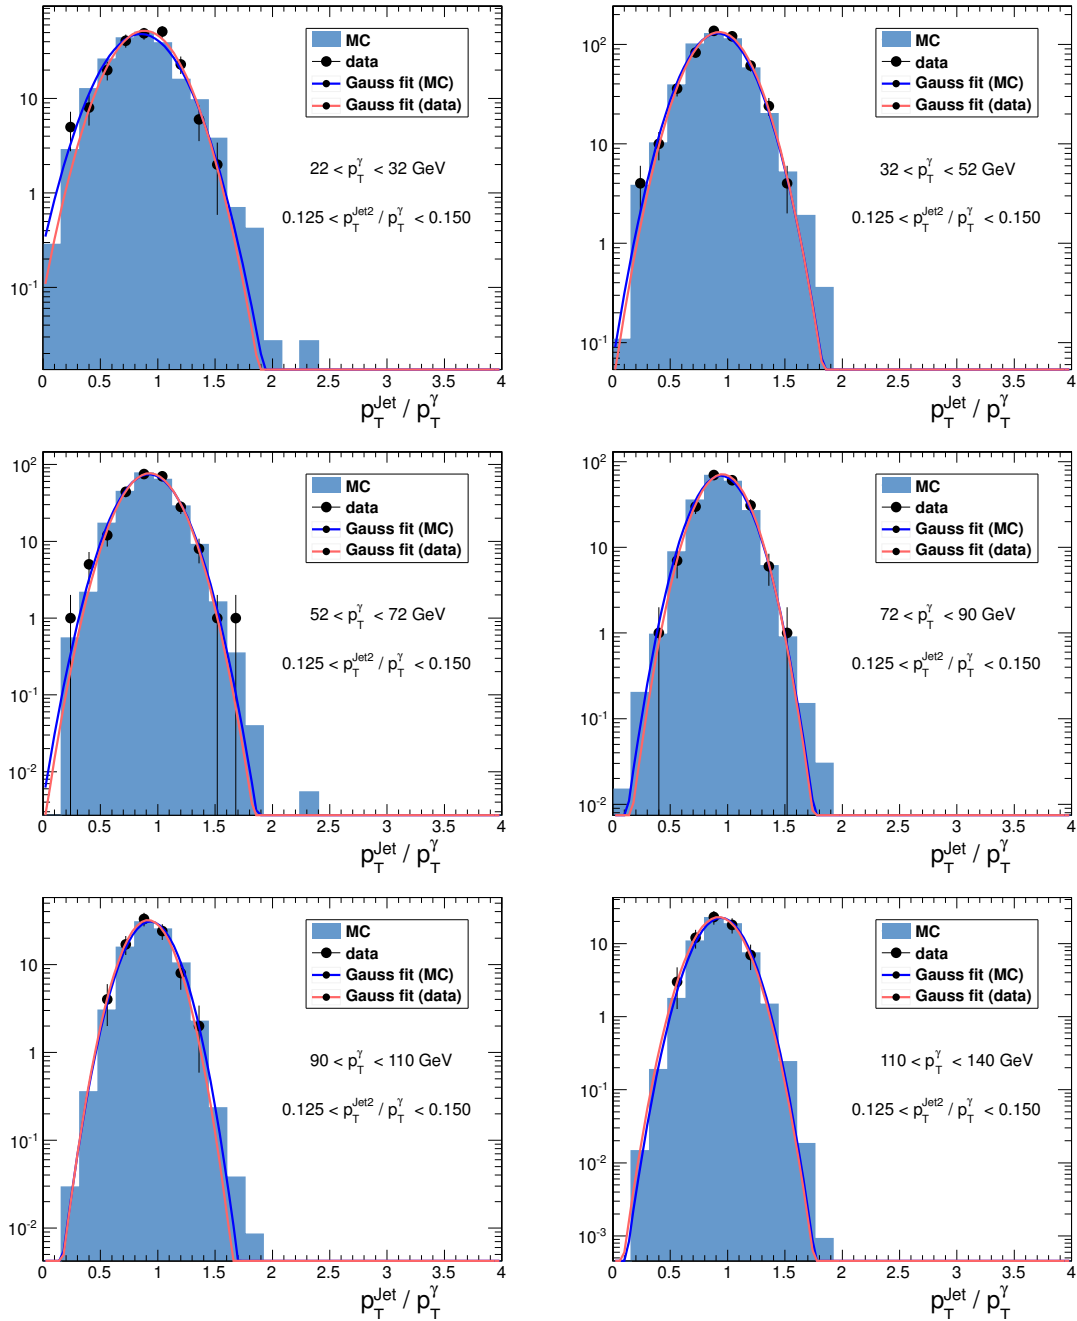 MC
data
Gauss fit (MC)
Gauss fit (data)
22 < p_T^γ < 32 GeV
0.125 < p_T^Jet2 / p_T^γ < 0.150
10
1
10^-1
0 0.5 1 1.5 2 2.5 3 3.5 4
p_T^Jet / p_T^γ
MC
data
Gauss fit (MC)
Gauss fit (data)
32 < p_T^γ < 52 GeV
0.125 < p_T^Jet2 / p_T^γ < 0.150
10^2
10
1
10^-1
0 0.5 1 1.5 2 2.5 3 3.5 4
p_T^Jet / p_T^γ
MC
data
Gauss fit (MC)
Gauss fit (data)
52 < p_T^γ < 72 GeV
0.125 < p_T^Jet2 / p_T^γ < 0.150
10^2
10
1
10^-1
10^-2
0 0.5 1 1.5 2 2.5 3 3.5 4
p_T^Jet / p_T^γ
MC
data
Gauss fit (MC)
Gauss fit (data)
72 < p_T^γ < 90 GeV
0.125 < p_T^Jet2 / p_T^γ < 0.150
10^2
10
1
10^-1
10^-2
0 0.5 1 1.5 2 2.5 3 3.5 4
p_T^Jet / p_T^γ
MC
data
Gauss fit (MC)
Gauss fit (data)
90 < p_T^γ < 110 GeV
0.125 < p_T^Jet2 / p_T^γ < 0.150
10
1
10^-1
10^-2
0 0.5 1 1.5 2 2.5 3 3.5 4
p_T^Jet / p_T^γ
MC
data
Gauss fit (MC)
Gauss fit (data)
110 < p_T^γ < 140 GeV
0.125 < p_T^Jet2 / p_T^γ < 0.150
10
1
10^-1
10^-2
10^-3
0 0.5 1 1.5 2 2.5 3 3.5 4
p_T^Jet / p_T^γ